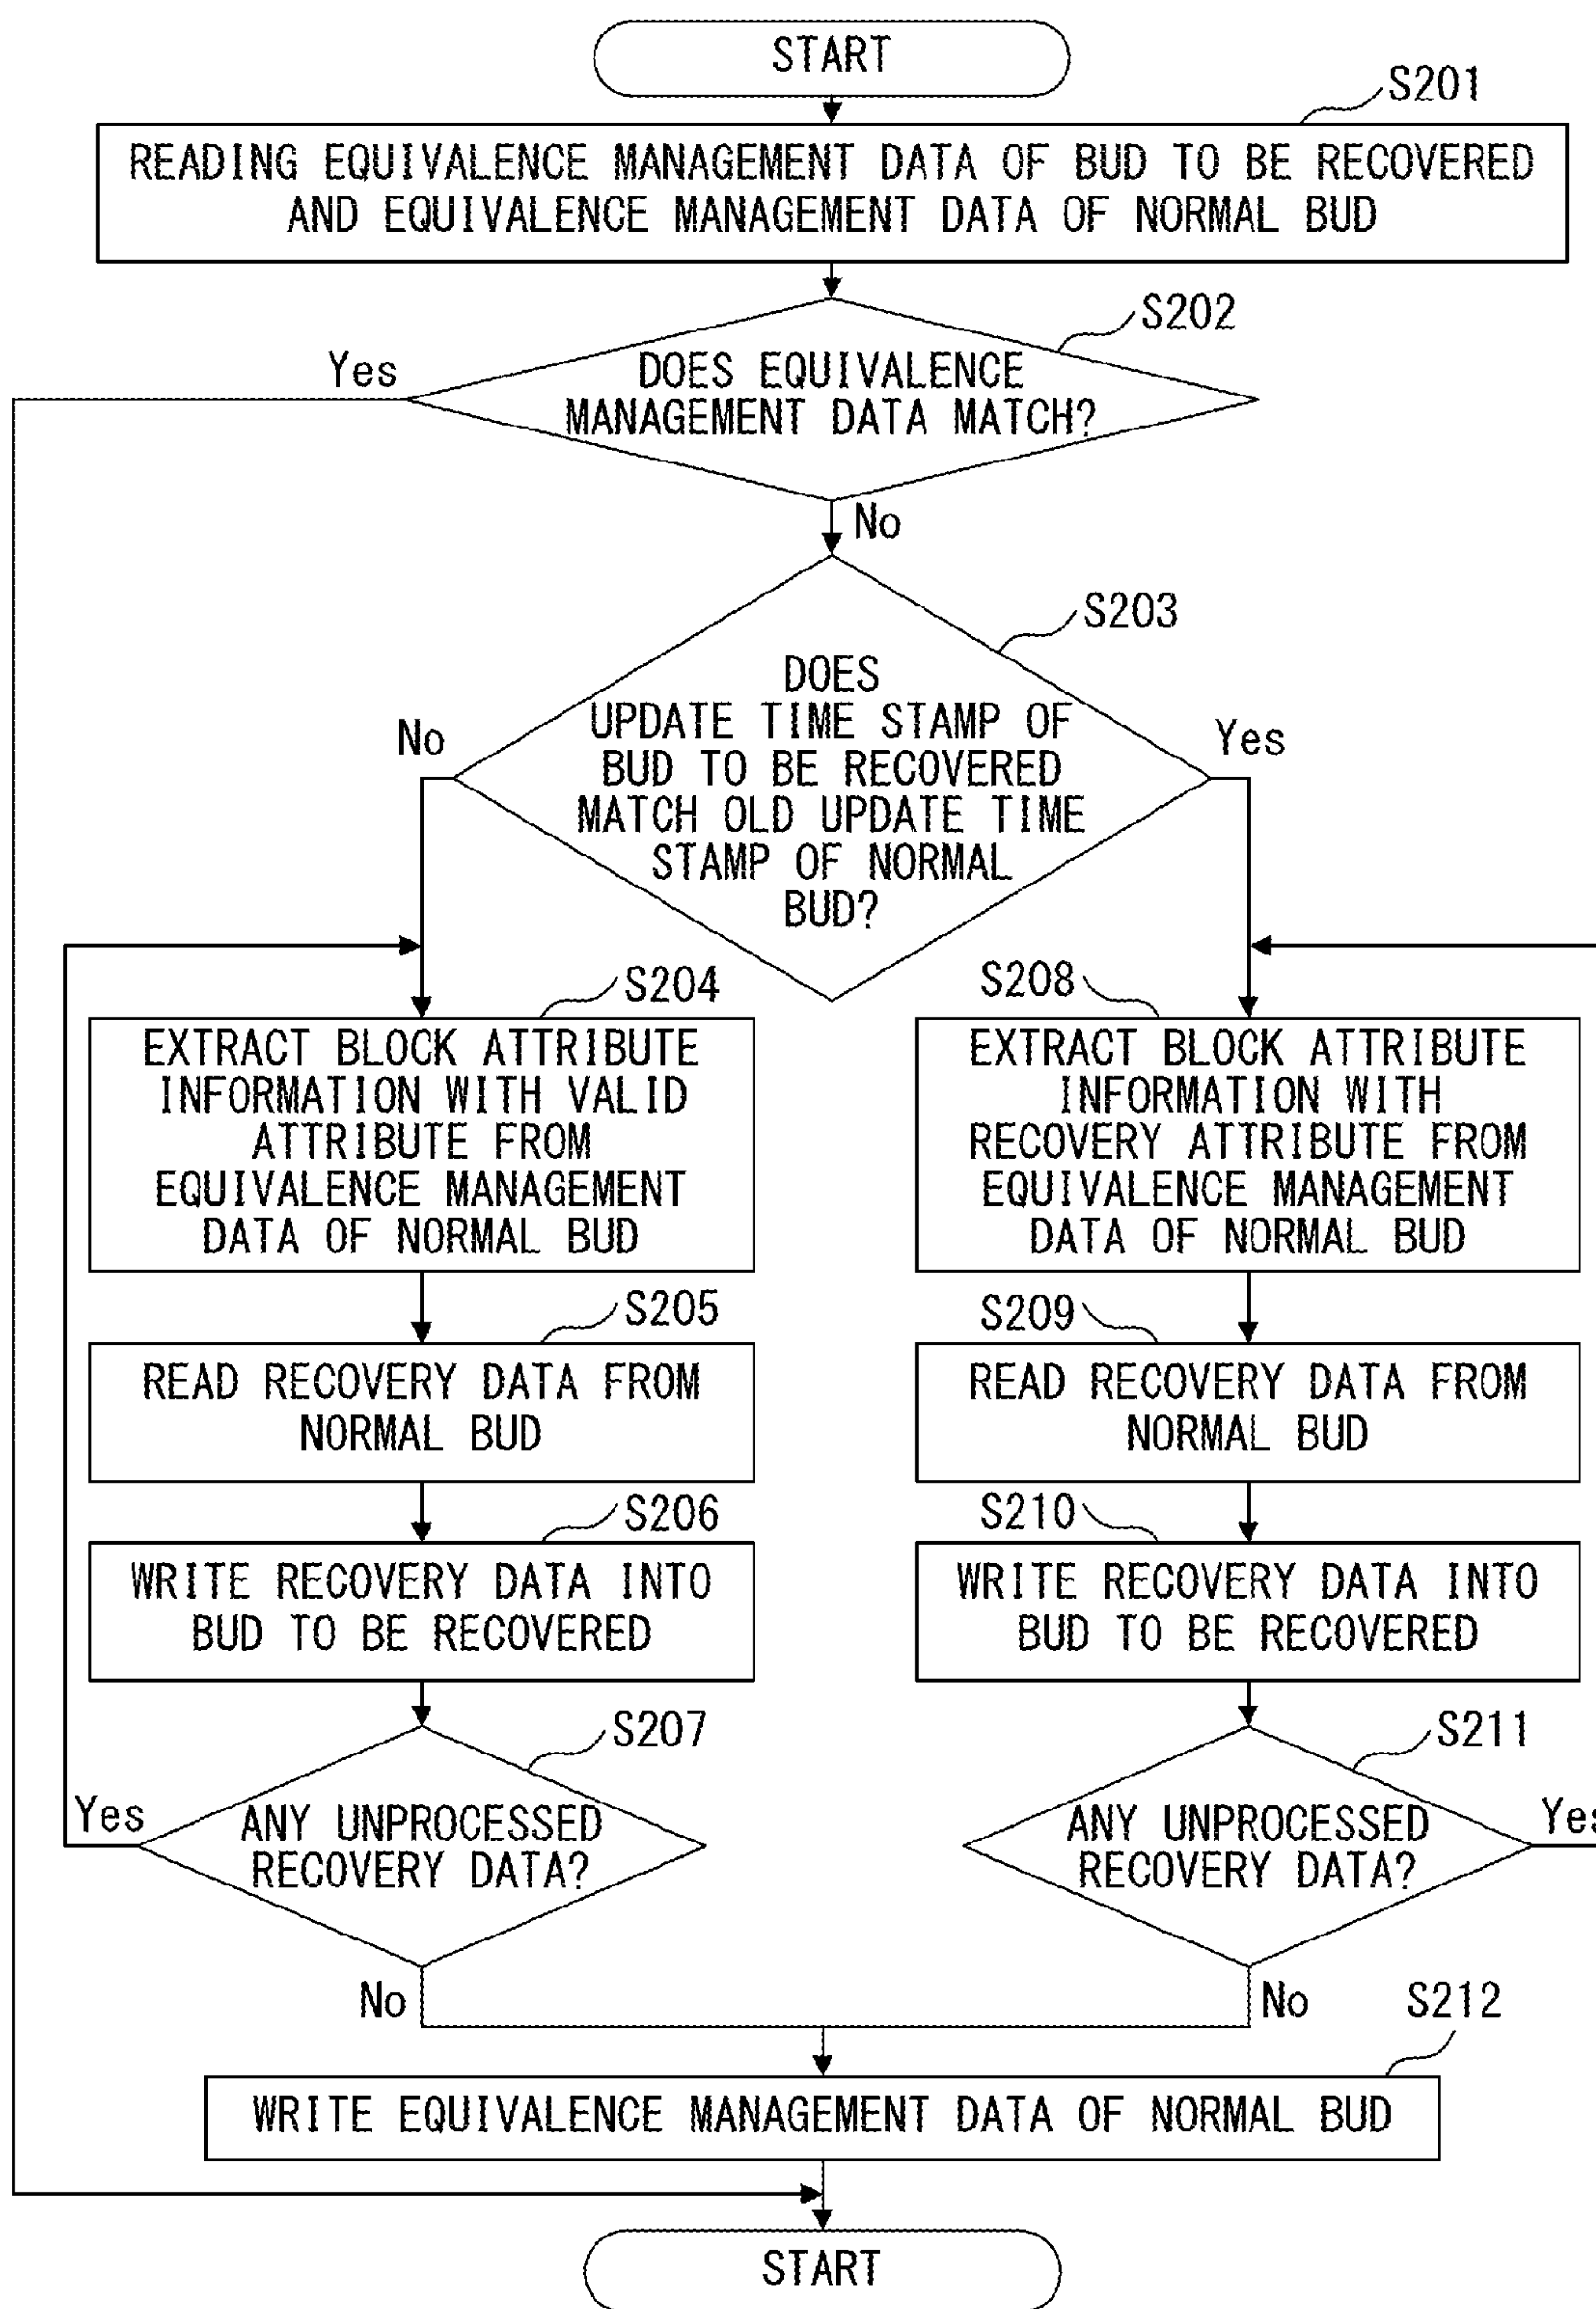 START
S201
READING EQUIVALENCE MANAGEMENT DATA OF BUD TO BE RECOVERED
AND EQUIVALENCE MANAGEMENT DATA OF NORMAL BUD
S202
Yes
DOES EQUIVALENCE
MANAGEMENT DATA MATCH?
No
S203
DOES
UPDATE TIME STAMP OF
BUD TO BE RECOVERED
MATCH OLD UPDATE TIME
STAMP OF NORMAL
BUD?
No
Yes
S204
EXTRACT BLOCK ATTRIBUTE
INFORMATION WITH VALID
ATTRIBUTE FROM
EQUIVALENCE MANAGEMENT
DATA OF NORMAL BUD
S205
READ RECOVERY DATA FROM
NORMAL BUD
S206
WRITE RECOVERY DATA INTO
BUD TO BE RECOVERED
S207
Yes
ANY UNPROCESSED
RECOVERY DATA?
No
S208
EXTRACT BLOCK ATTRIBUTE
INFORMATION WITH
RECOVERY ATTRIBUTE FROM
EQUIVALENCE MANAGEMENT
DATA OF NORMAL BUD
S209
READ RECOVERY DATA FROM
NORMAL BUD
S210
WRITE RECOVERY DATA INTO
BUD TO BE RECOVERED
S211
ANY UNPROCESSED
RECOVERY DATA?
Yes
No
S212
WRITE EQUIVALENCE MANAGEMENT DATA OF NORMAL BUD
START